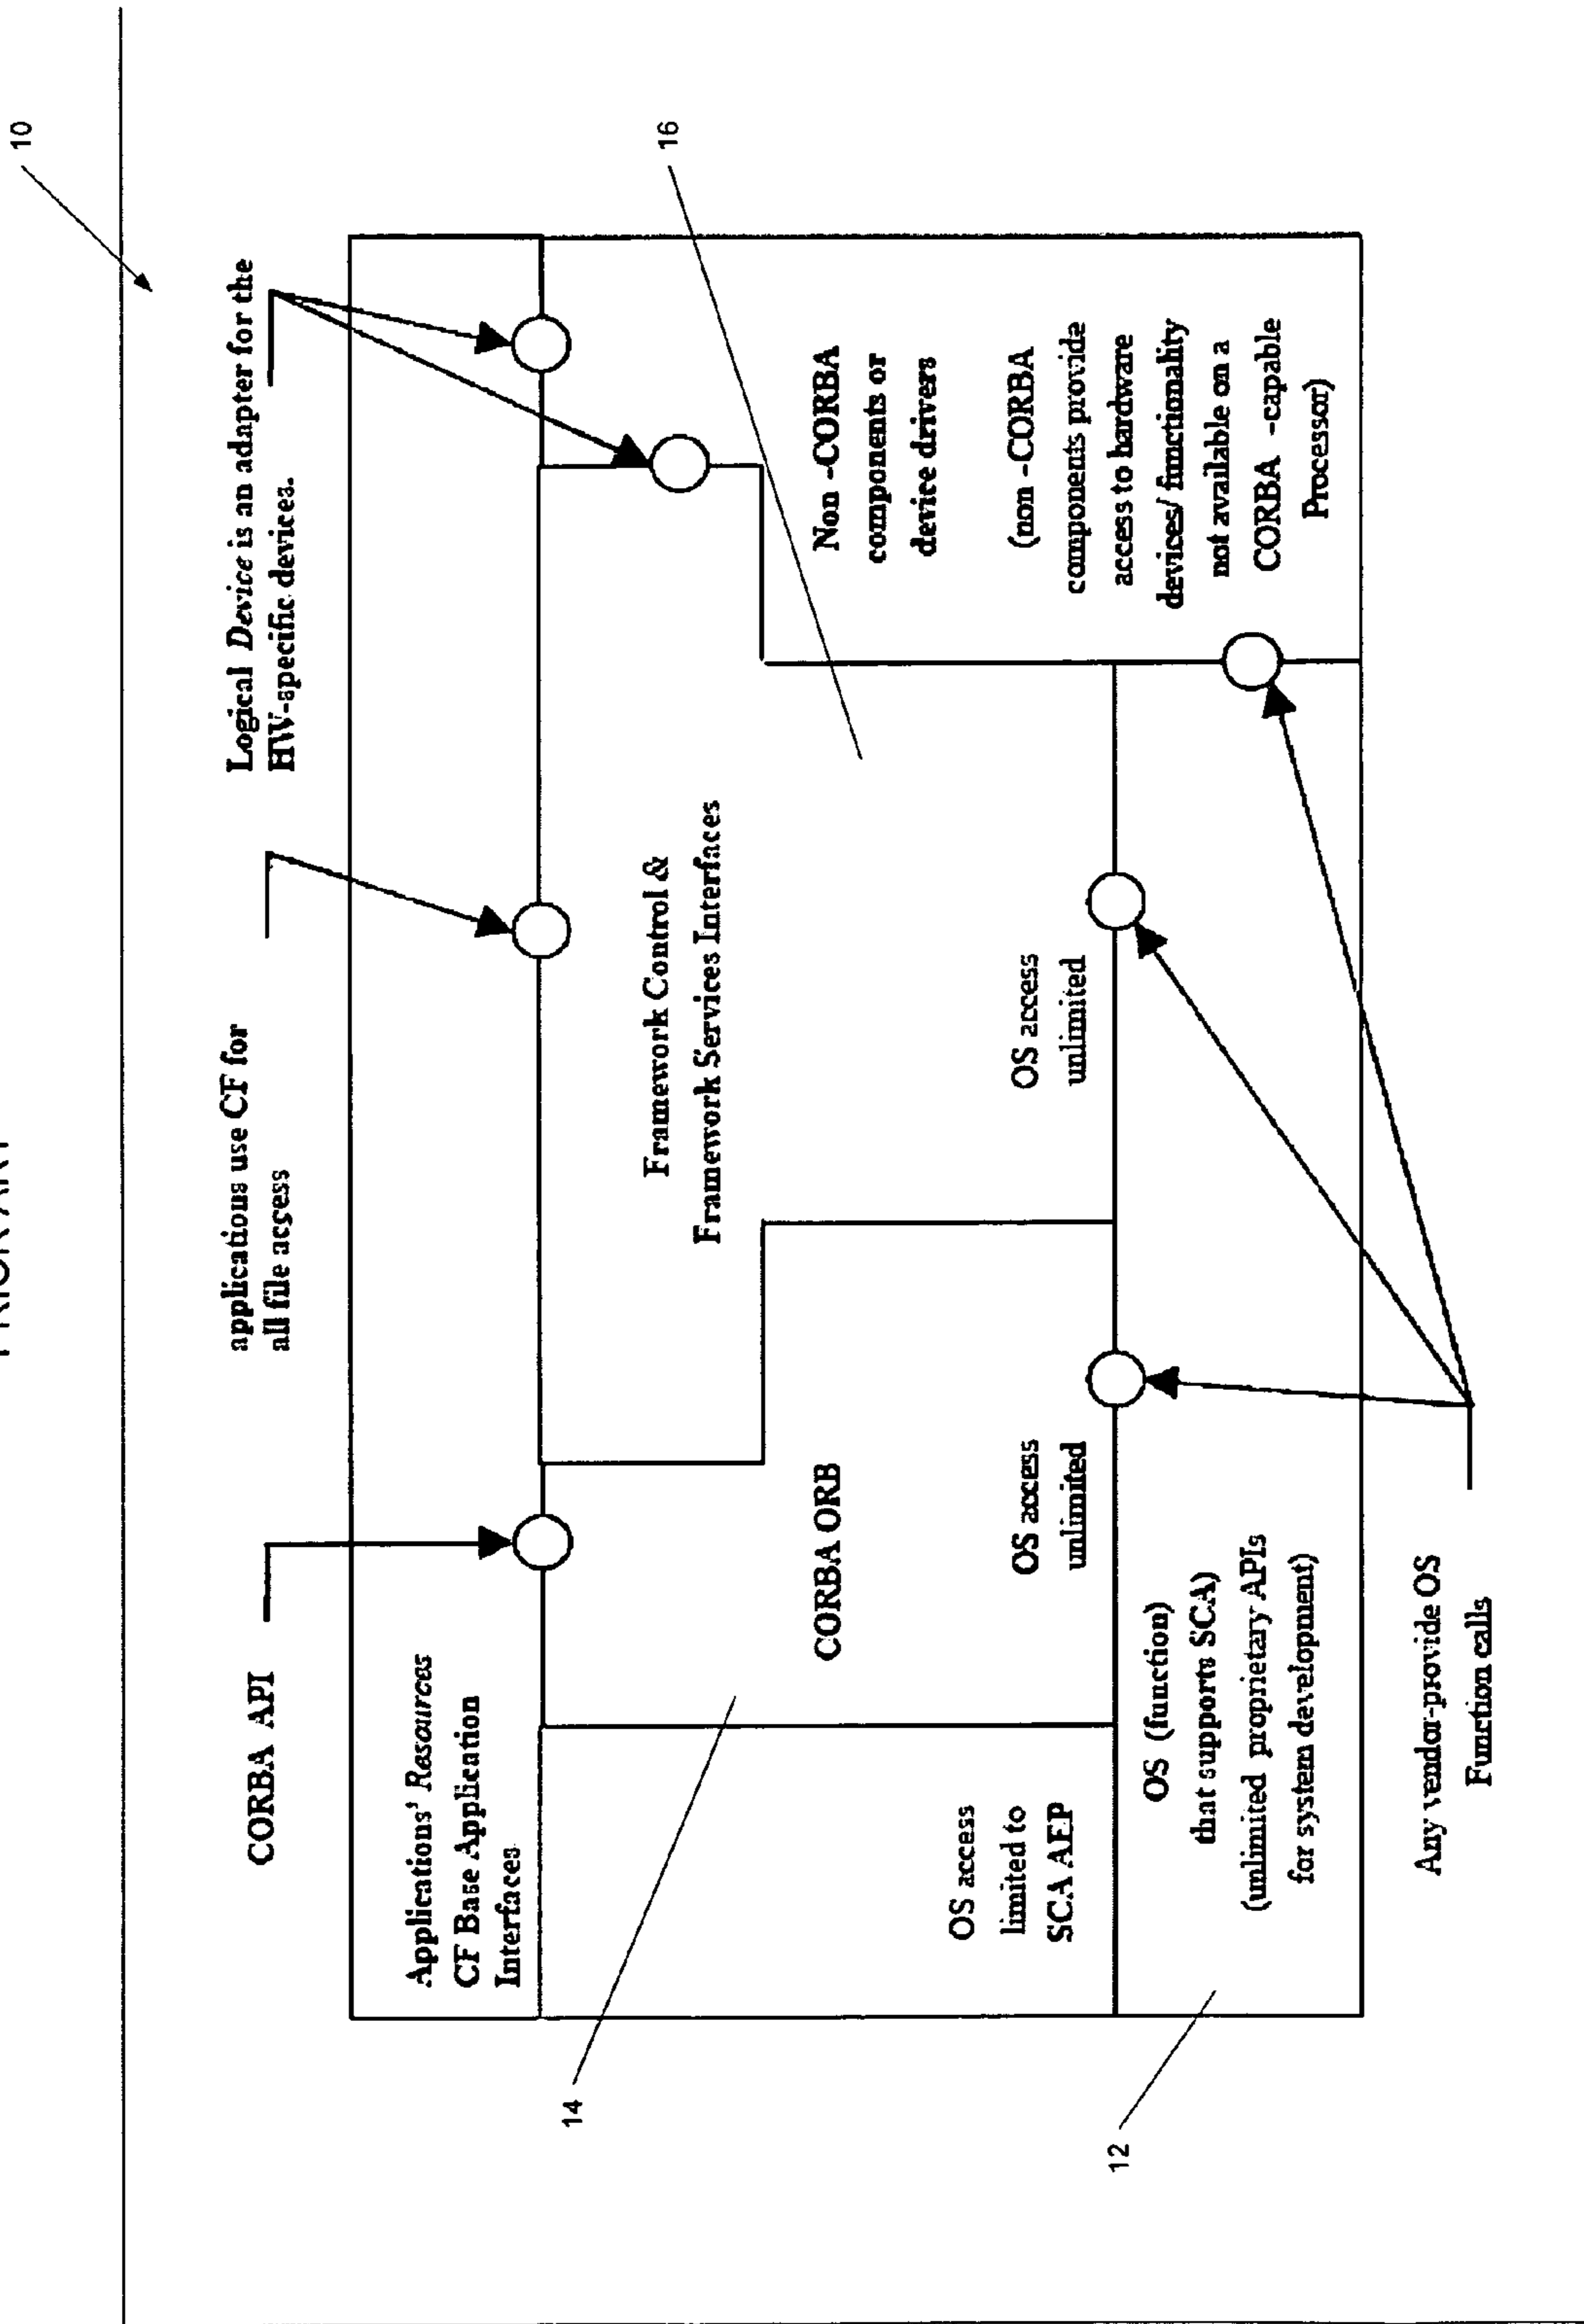 PRIOR ART
10
CORBA API
applications use CF for
all file access
Logical Device is an adapter for the
HW-specific devices.
Applications' Resources
CF Base Application
Interfaces
16
Framework Control &
Framework Services Interfaces
14
CORBA ORB
Non -CORBA
components or
device drivers
(non -CORBA
components provide
access to hardware
devices/ functionality
not available on a
CORBA -capable
Processor)
OS access
limited to
SCA AEP
OS access
unlimited
OS access
unlimited
12
OS (function)
that supports SCA)
(unlimited proprietary APIs
for system development)
Any vendor-provide OS
Function calls